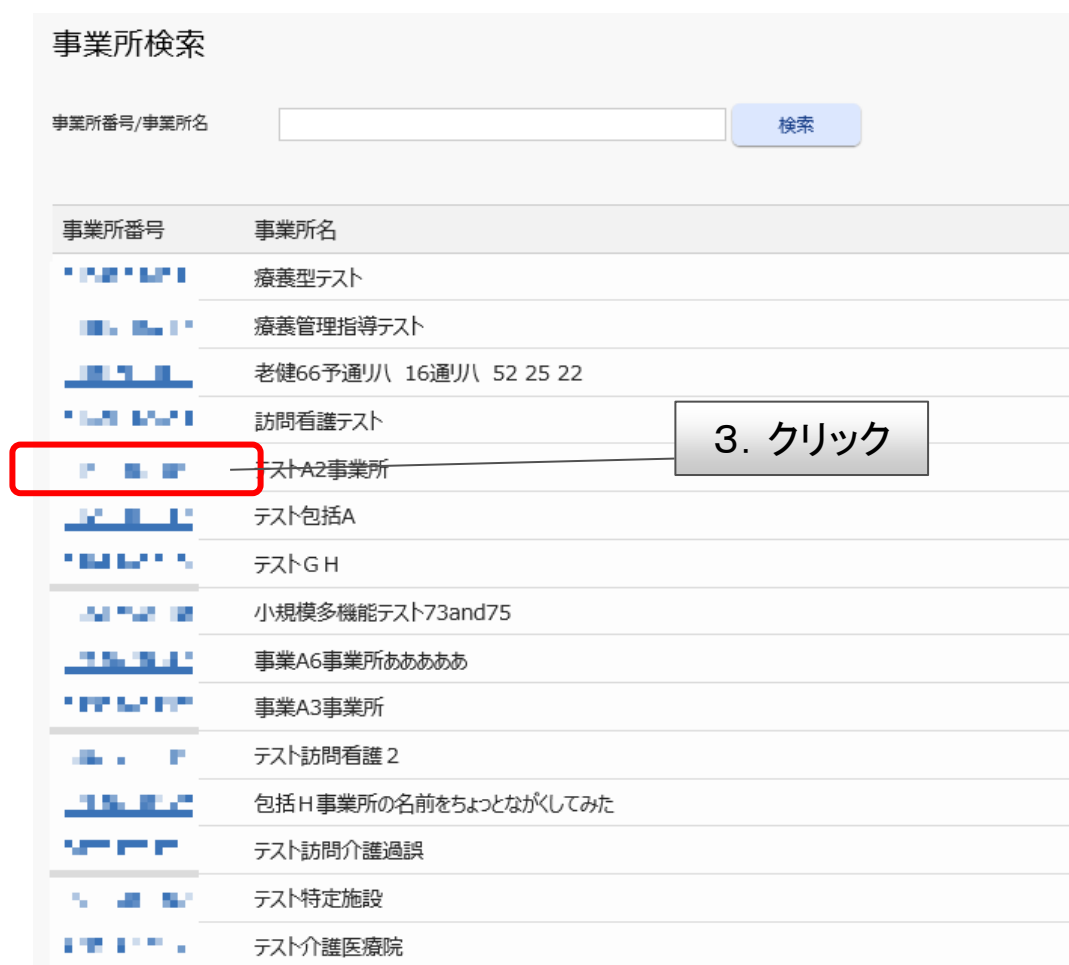 事業所検索
事業所番号/事業所名 検索
事業所番号 事業所名
療養型テスト
療養管理指導テスト
老健66予通リハ 16通リハ 52 25 22
訪問看護テスト
3．クリック
テストA2事業所
テスト包括A
テストGH
小規模多機能テスト73and75
事業A6事業所あああああ
事業A3事業所
テスト訪問看護2
包括H事業所の名前をちょっとながくしてみた
テスト訪問介護過誤
テスト特定施設
テスト介護医療院